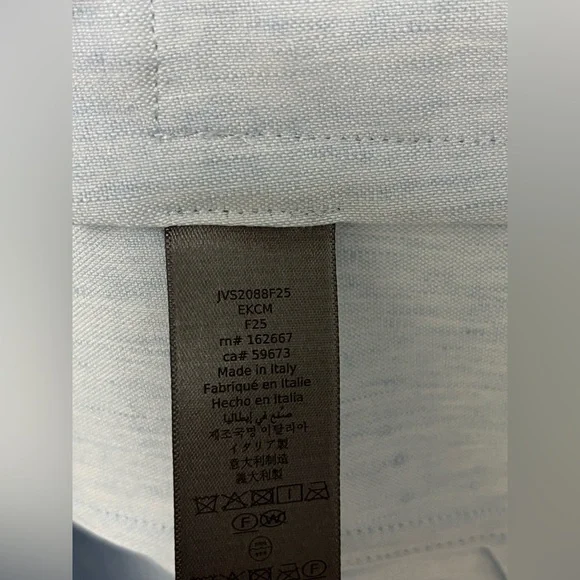 JVS2088F25
EKCM
F25
rn# 162667
ca# 59673
Made in Italy
Fabriqué en Italie
Hecho en Italia
صنع في إيطاليا
제조국명 이탈리아
イタリア製
意大利制造
義大利製
F W
F